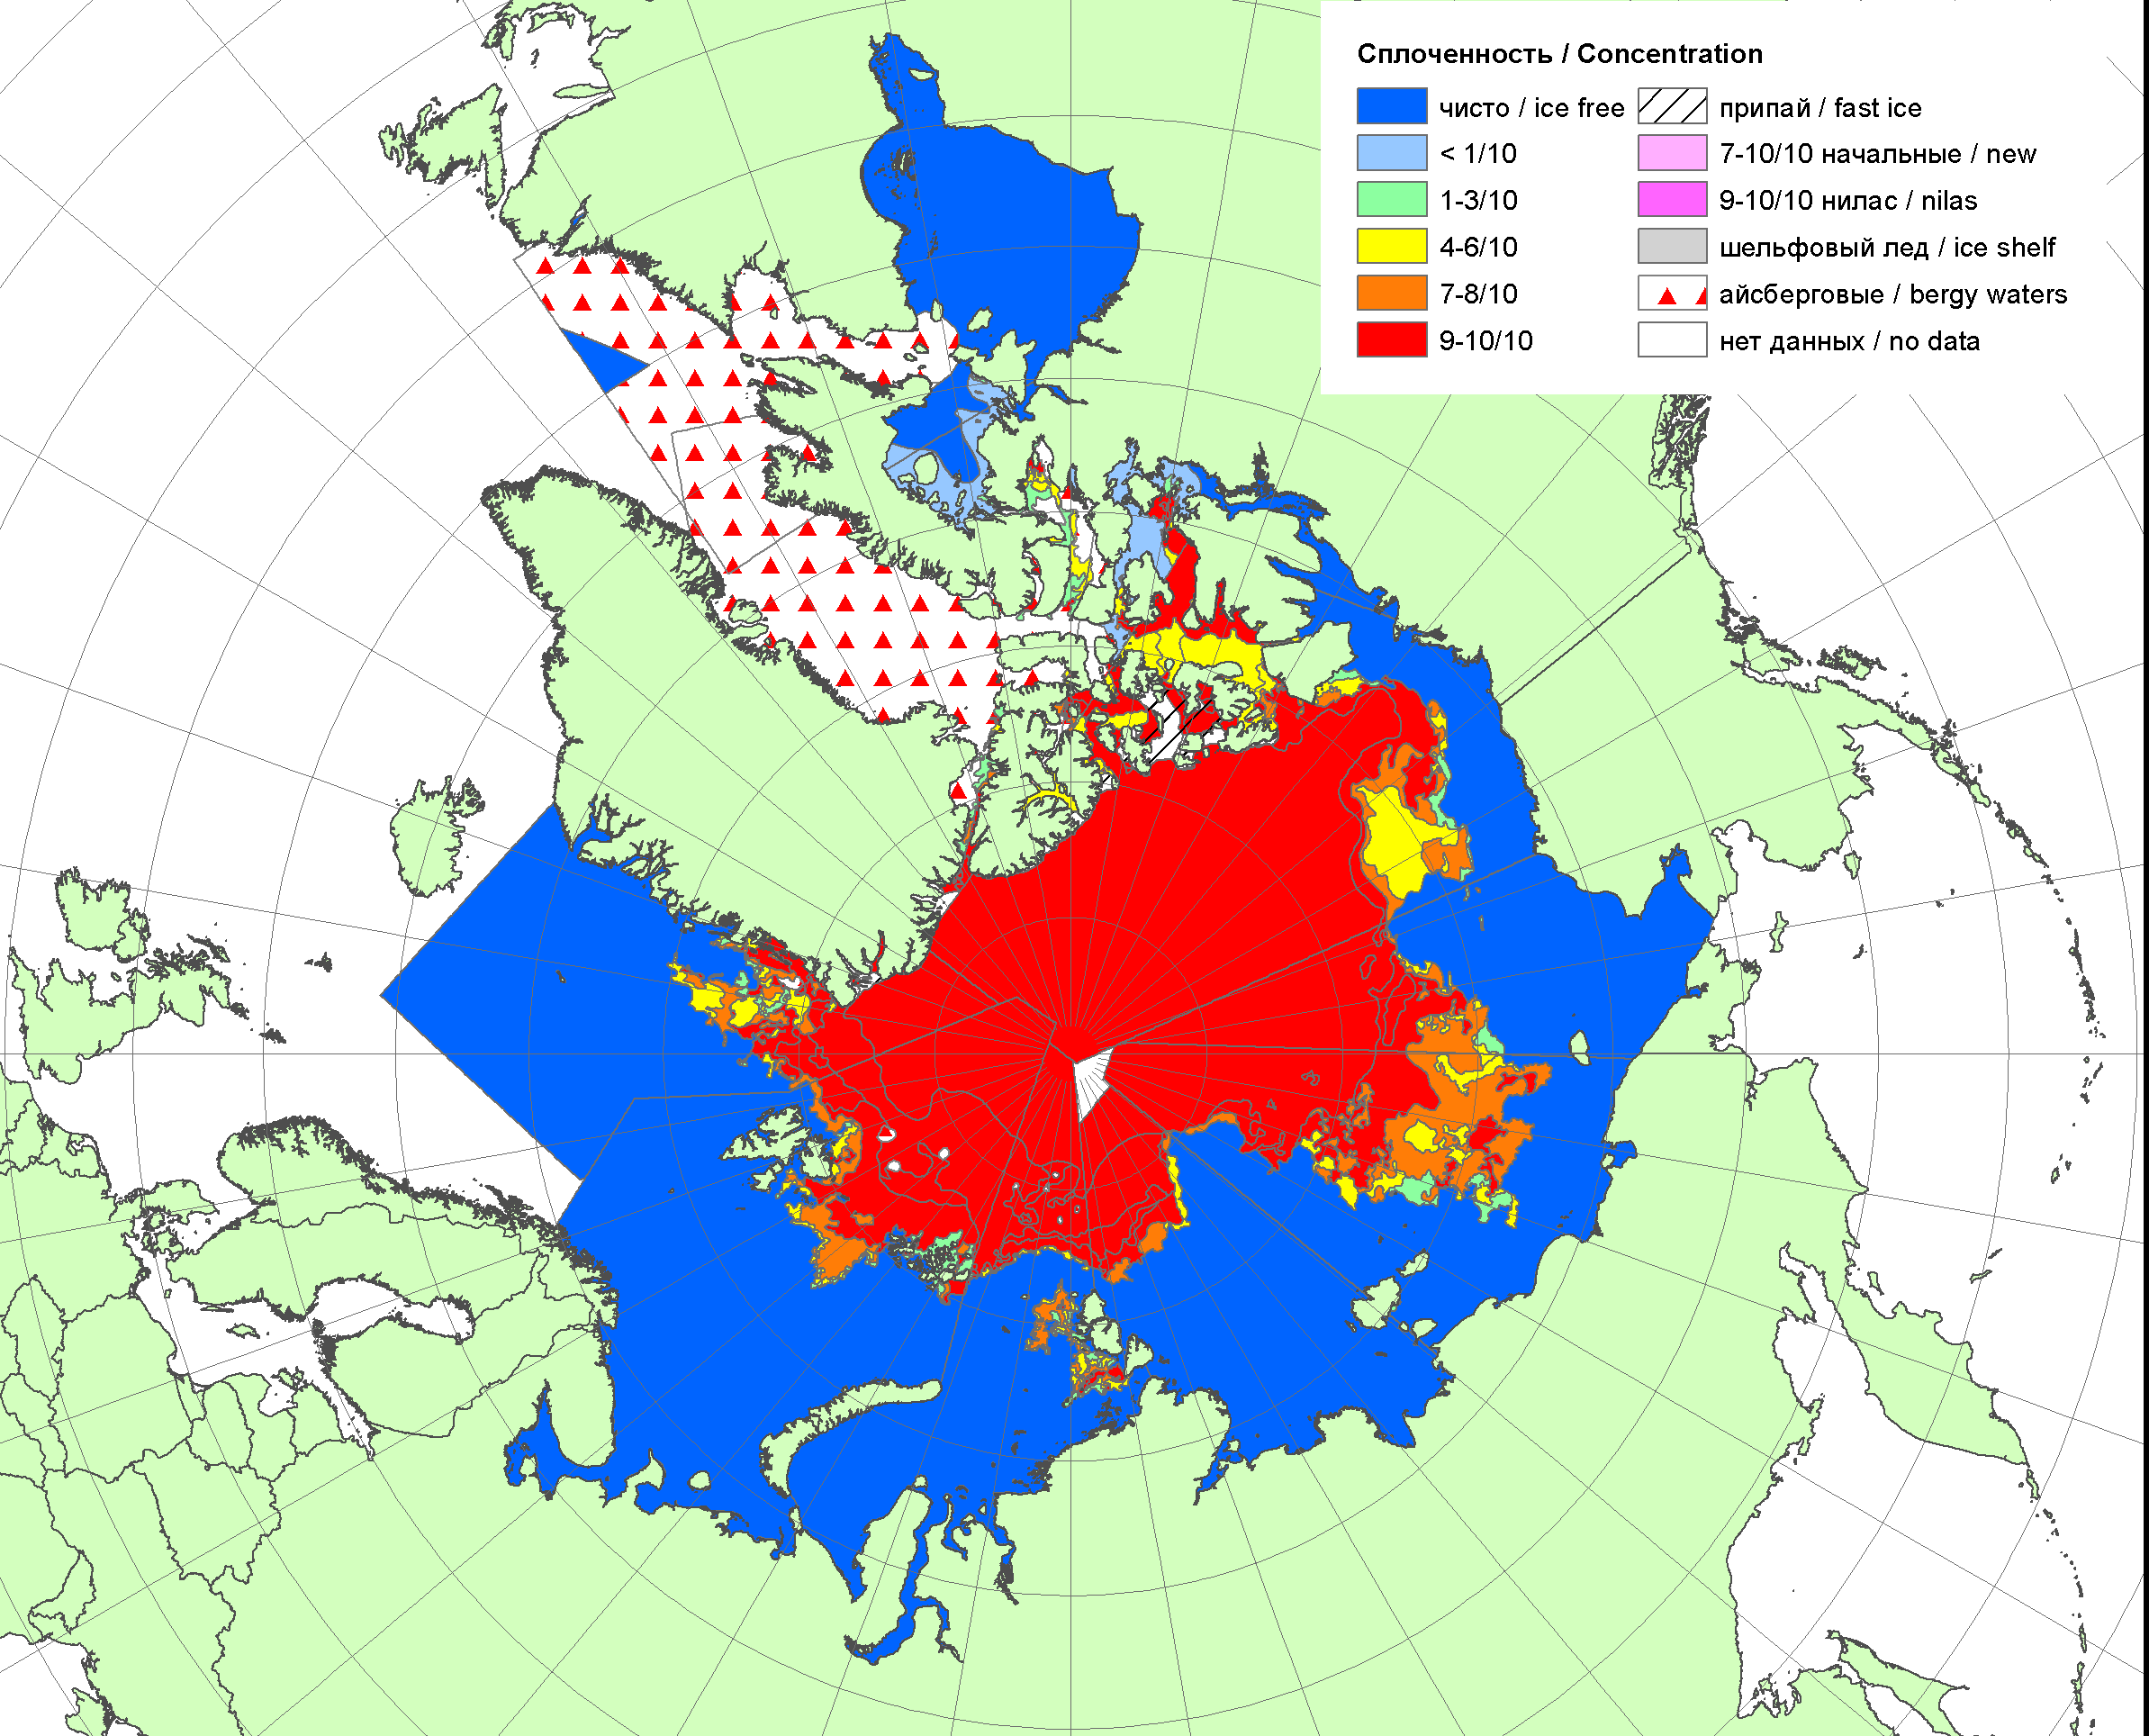 Сплоченность / Concentration
чисто / ice free
< 1/10
1-3/10
4-6/10
7-8/10
9-10/10
припай / fast ice
7-10/10 начальные / new
9-10/10 нилас / nilas
шельфовый лед / ice shelf
айсберговые / bergy waters
нет данных / no data